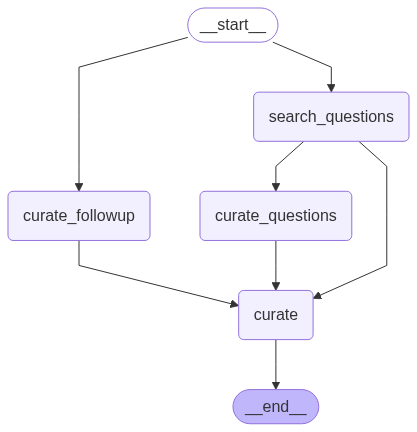 __start__
search_questions
curate_followup
curate_questions
curate
__end__